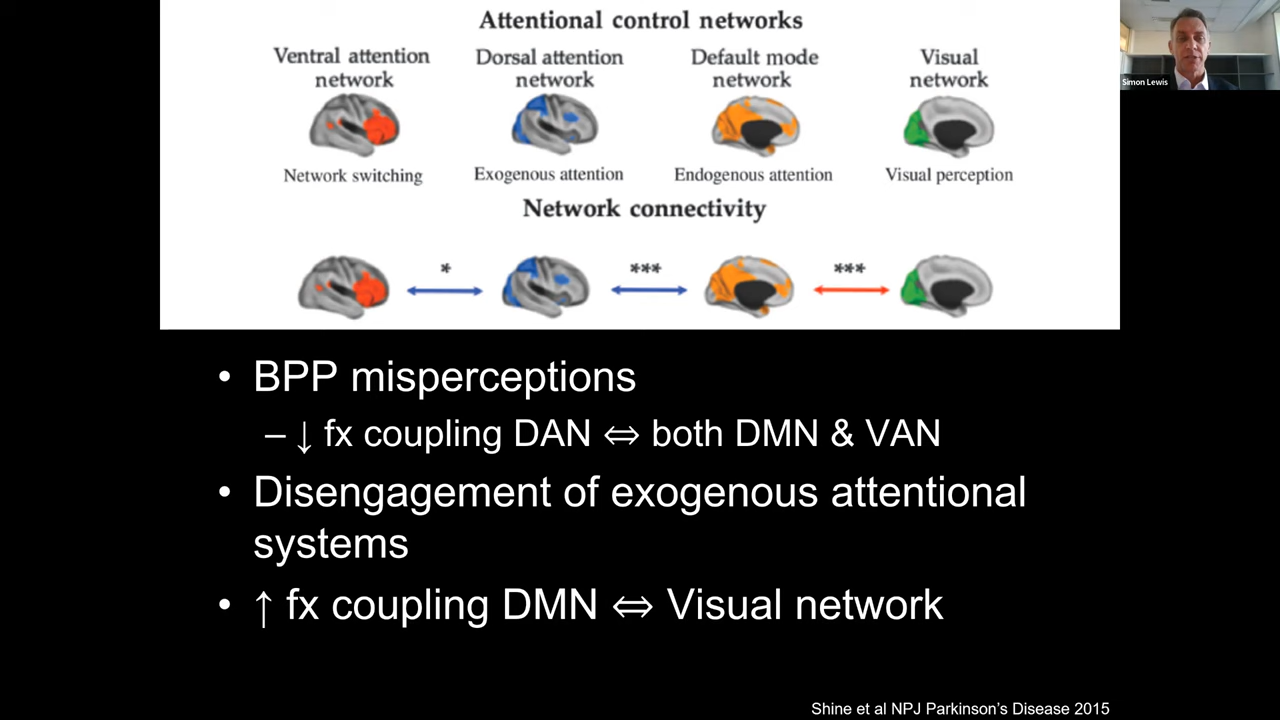 Attentional control networks
Ventral attention network
Dorsal attention network
Default mode network
Visual network
Network switching
Exogenous attention
Endogenous attention
Visual perception
Network connectivity
*
***
***
• BPP misperceptions
– ↓ fx coupling DAN ⇔ both DMN & VAN
• Disengagement of exogenous attentional
systems
• ↑ fx coupling DMN ⇔ Visual network
Shine et al NPJ Parkinson's Disease 2015
Simon Lewis